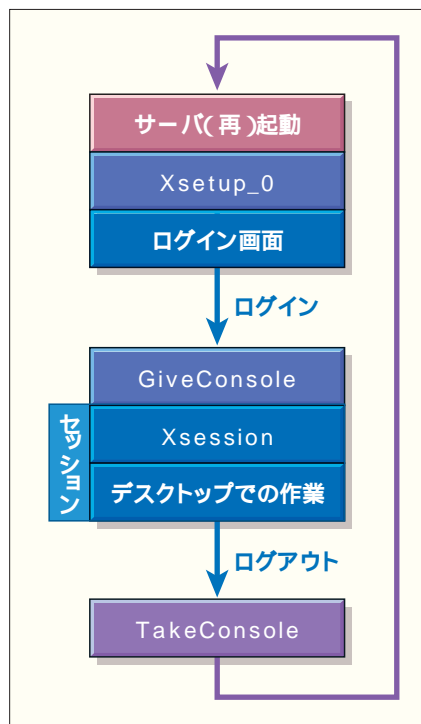 サーバ(再)起動
Xsetup_0
ログイン画面
ログイン
GiveConsole
セッション
Xsession
デスクトップでの作業
ログアウト
TakeConsole